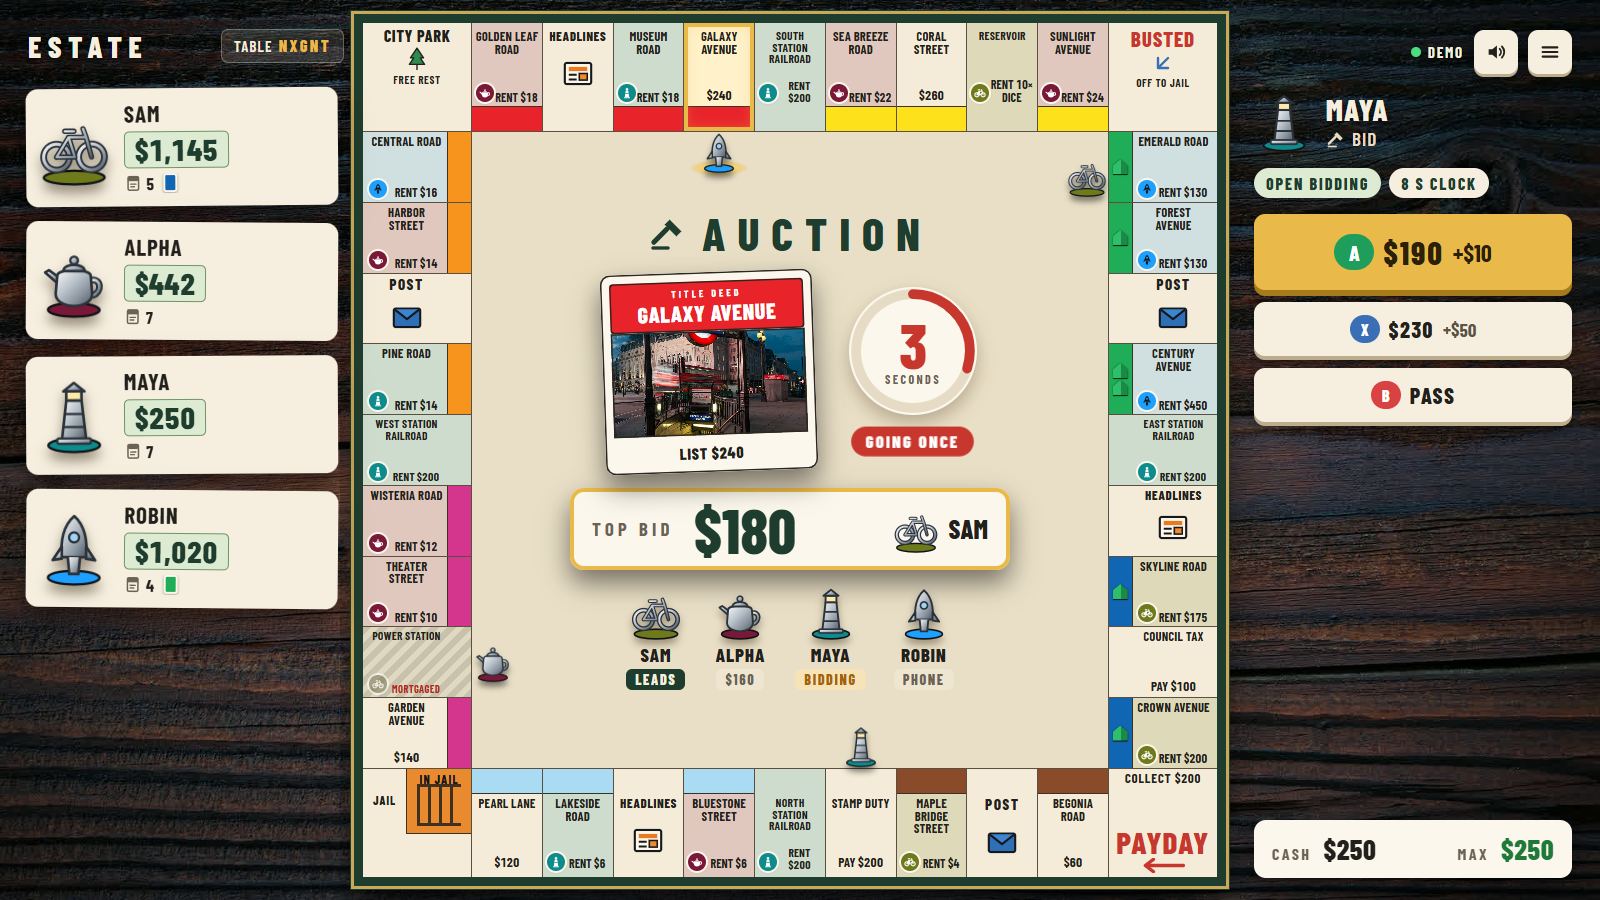 ESTATE
TABLE NXGNT
SAM
$1,145
5
ALPHA
$442
7
MAYA
$250
7
ROBIN
$1,020
4
CITY PARK
FREE REST
GOLDEN LEAF
ROAD
RENT $18
HEADLINES
MUSEUM
ROAD
RENT $18
GALAXY
AVENUE
$240
SOUTH
STATION
RAILROAD
RENT
$200
SEA BREEZE
ROAD
RENT $22
CORAL
STREET
$260
RESERVOIR
RENT 10×
DICE
SUNLIGHT
AVENUE
RENT $24
BUSTED
OFF TO JAIL
CENTRAL ROAD
RENT $16
HARBOR
STREET
RENT $14
POST
PINE ROAD
RENT $14
WEST STATION
RAILROAD
RENT $200
WISTERIA ROAD
RENT $12
THEATER
STREET
RENT $10
POWER STATION
MORTGAGED
GARDEN
AVENUE
$140
AUCTION
TITLE DEED
GALAXY AVENUE
LIST $240
3
SECONDS
GOING ONCE
TOP BID $180 SAM
SAM
LEADS
ALPHA
$160
MAYA
BIDDING
ROBIN
PHONE
EMERALD ROAD
RENT $130
FOREST
AVENUE
RENT $130
POST
CENTURY
AVENUE
RENT $450
EAST STATION
RAILROAD
RENT $200
HEADLINES
SKYLINE ROAD
RENT $175
COUNCIL TAX
PAY $100
CROWN AVENUE
RENT $200
JAIL
IN JAIL
PEARL LANE
$120
LAKESIDE
ROAD
RENT $6
HEADLINES
BLUESTONE
STREET
RENT $6
NORTH
STATION
RAILROAD
RENT
$200
STAMP DUTY
PAY $200
MAPLE
BRIDGE
STREET
RENT $4
POST
BEGONIA
ROAD
$60
COLLECT $200
PAYDAY
DEMO
MAYA
BID
OPEN BIDDING
8 S CLOCK
A $190 +$10
X $230 +$50
B PASS
CASH $250
MAX $250